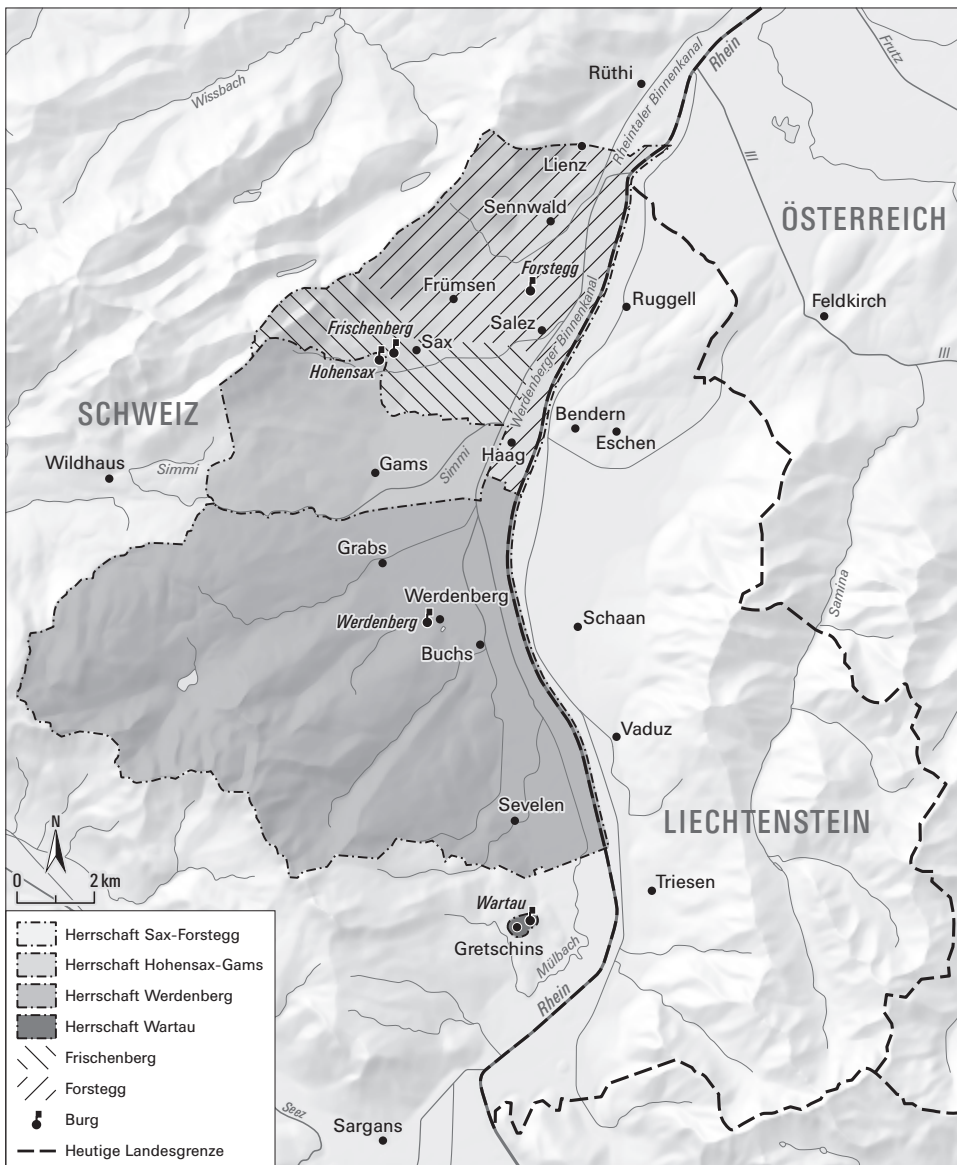 Rhein
Frutz
Rüthi
Rheintaler Binnenkanal
Wissbach
Ill
Lienz
Sennwald
ÖSTERREICH
Forstegg
Frümsen
Ruggell
Feldkirch
Salez
Frischenberg
Sax
Hohensax
Werdenberger Binnenkanal
Ill
SCHWEIZ
Bendern
Eschen
Haag
Wildhaus
Simmi
Gams
Simmi
Grabs
Samina
Werdenberg
Werdenberg
Schaan
Buchs
Vaduz
Sevelen
LIECHTENSTEIN
N
0 2 km
Triesen
Wartau
Gretschins
Mülbach
Rhein
Seez
Sargans
Herrschaft Sax-Forstegg
Herrschaft Hohensax-Gams
Herrschaft Werdenberg
Herrschaft Wartau
Frischenberg
Forstegg
Burg
Heutige Landesgrenze